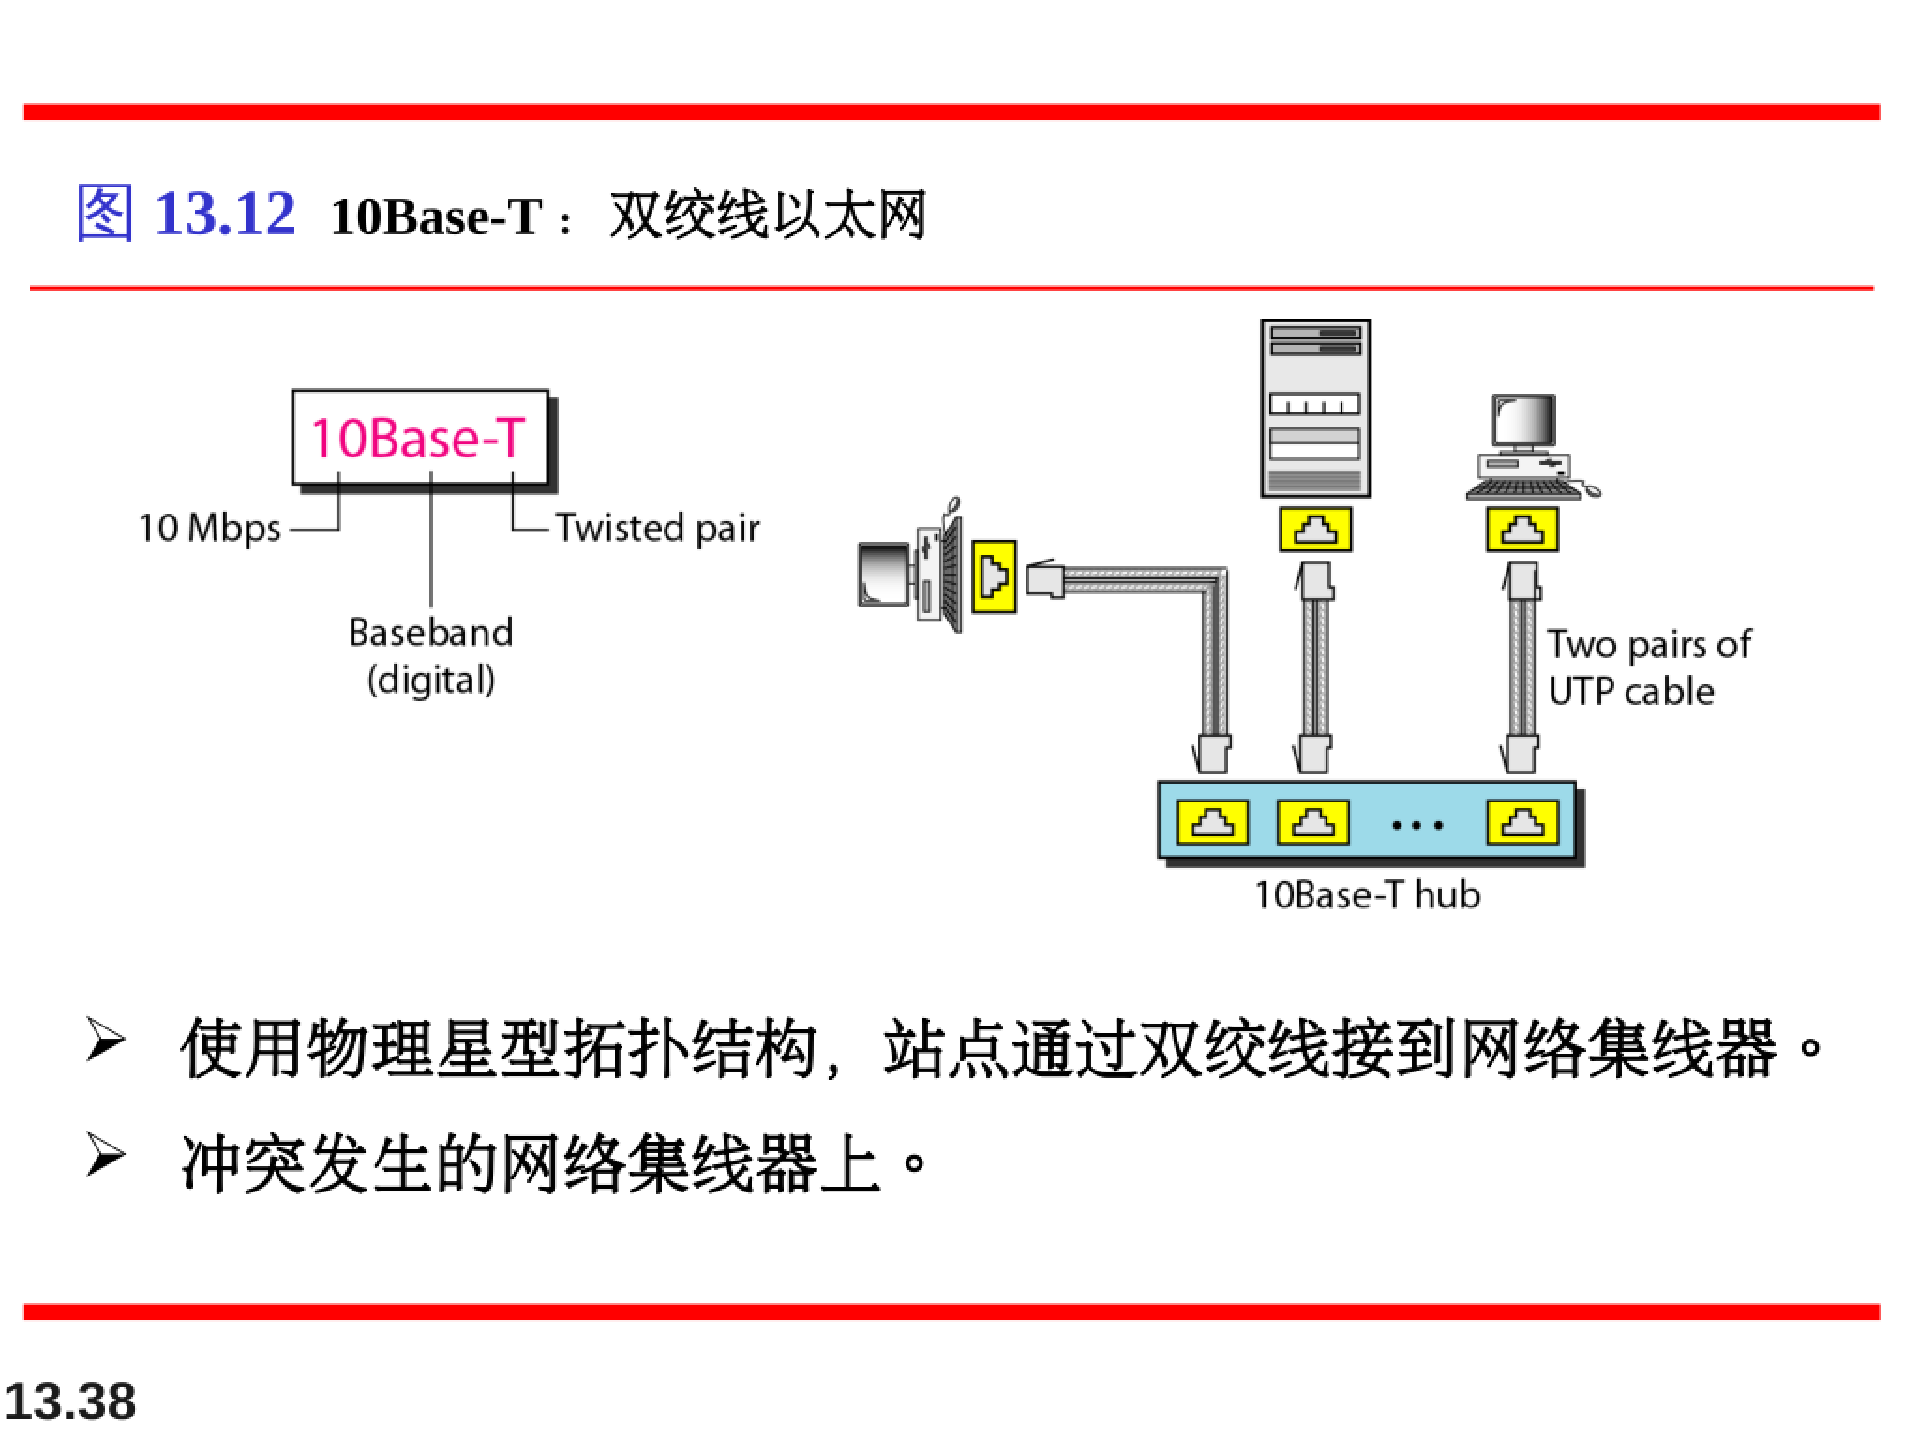 图 13.12 10Base-T： 双绞线以太网
10Base-T
10 Mbps
Twisted pair
Baseband
(digital)
Two pairs of
UTP cable
10Base-T hub
使用物理星型拓扑结构，站点通过双绞线接到网络集线器。
冲突发生的网络集线器上。
13.38